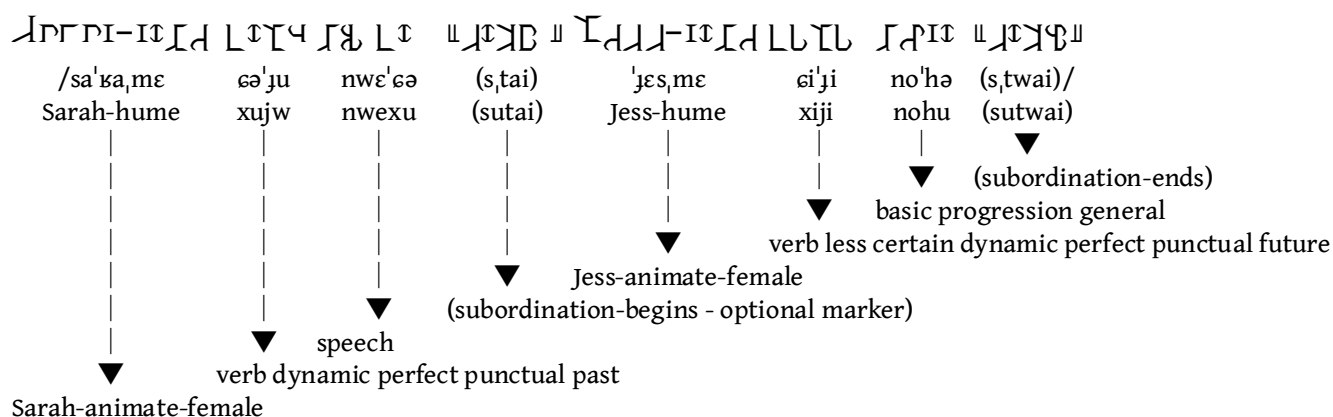 /saˈʁaˌmɛ ɕəˈɟu nwɛˈɕə (sˌtai) ˈɟɛsˌmɛ ɕiˈɟi noˈhə (sˌtwai)/
Sarah-hume xujw nwexu (sutai) Jess-hume xiji nohu (sutwai)
(subordination-ends)
basic progression general
verb less certain dynamic perfect punctual future
Jess-animate-female
(subordination-begins - optional marker)
speech
verb dynamic perfect punctual past
Sarah-animate-female